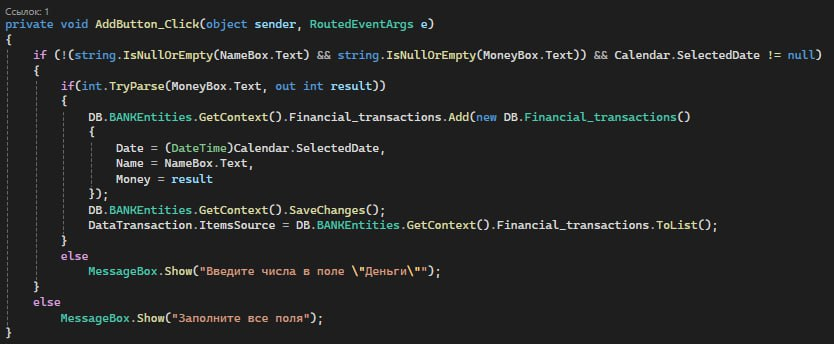 Ссылок: 1
private void AddButton_Click(object sender, RoutedEventArgs e)
{
if (!(string.IsNullOrEmpty(NameBox.Text) && string.IsNullOrEmpty(MoneyBox.Text)) && Calendar.SelectedDate != null)
{
if(int.TryParse(MoneyBox.Text, out int result))
{
DB.BANKEntities.GetContext().Financial_transactions.Add(new DB.Financial_transactions()
{
Date = (DateTime)Calendar.SelectedDate,
Name = NameBox.Text,
Money = result
});
DB.BANKEntities.GetContext().SaveChanges();
DataTransaction.ItemsSource = DB.BANKEntities.GetContext().Financial_transactions.ToList();
}
else
MessageBox.Show("Введите числа в поле \"Деньги\"");
}
else
MessageBox.Show("Заполните все поля");
}